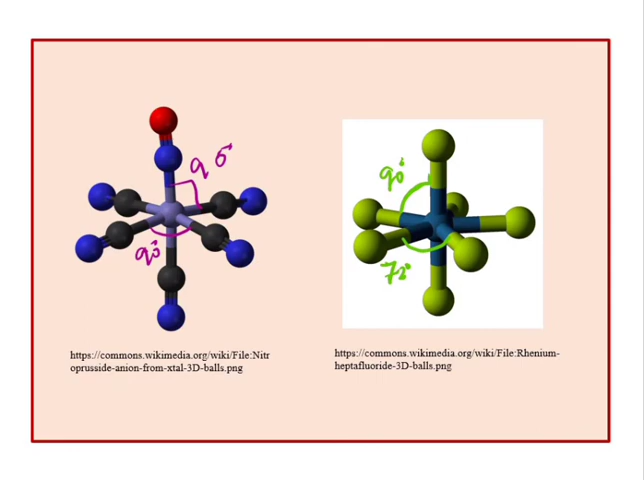 90°
90°
90°
72°
https://commons.wikimedia.org/wiki/File:Nitr
oprusside-anion-from-xtal-3D-balls.png
https://commons.wikimedia.org/wiki/File:Rhenium-
heptafluoride-3D-balls.png